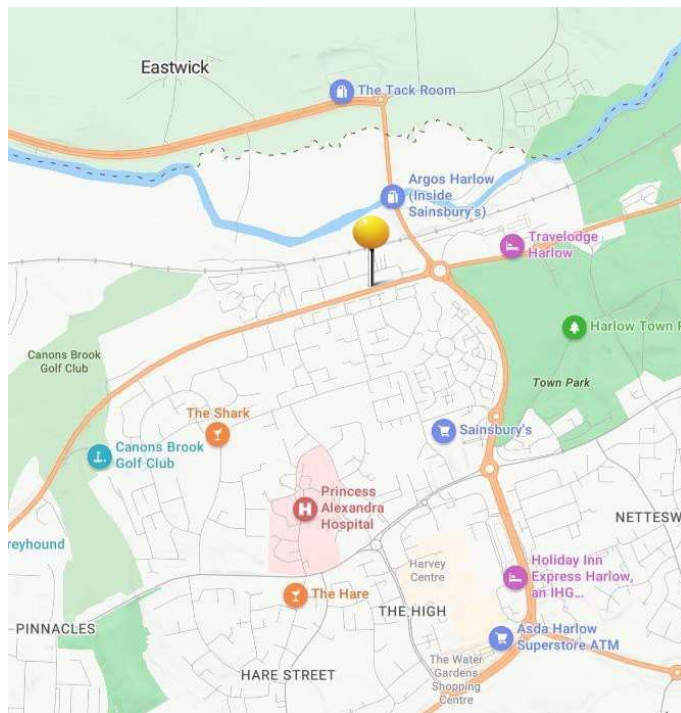 Eastwick
The Tack Room
Argos Harlow
(Inside
Sainsbury's)
Travelodge
Harlow
Harlow Town P
Canons Brook
Golf Club
Town Park
The Shark
Sainsbury's
Canons Brook
Golf Club
Princess
Alexandra
Hospital
H
NETTESW
reyhound
Harvey
Centre
Holiday Inn
Express Harlow,
an IHG...
The Hare
THE HIGH
PINNACLES
Asda Harlow
Superstore ATM
The Water
Gardens
Shopping
Centre
HARE STREET